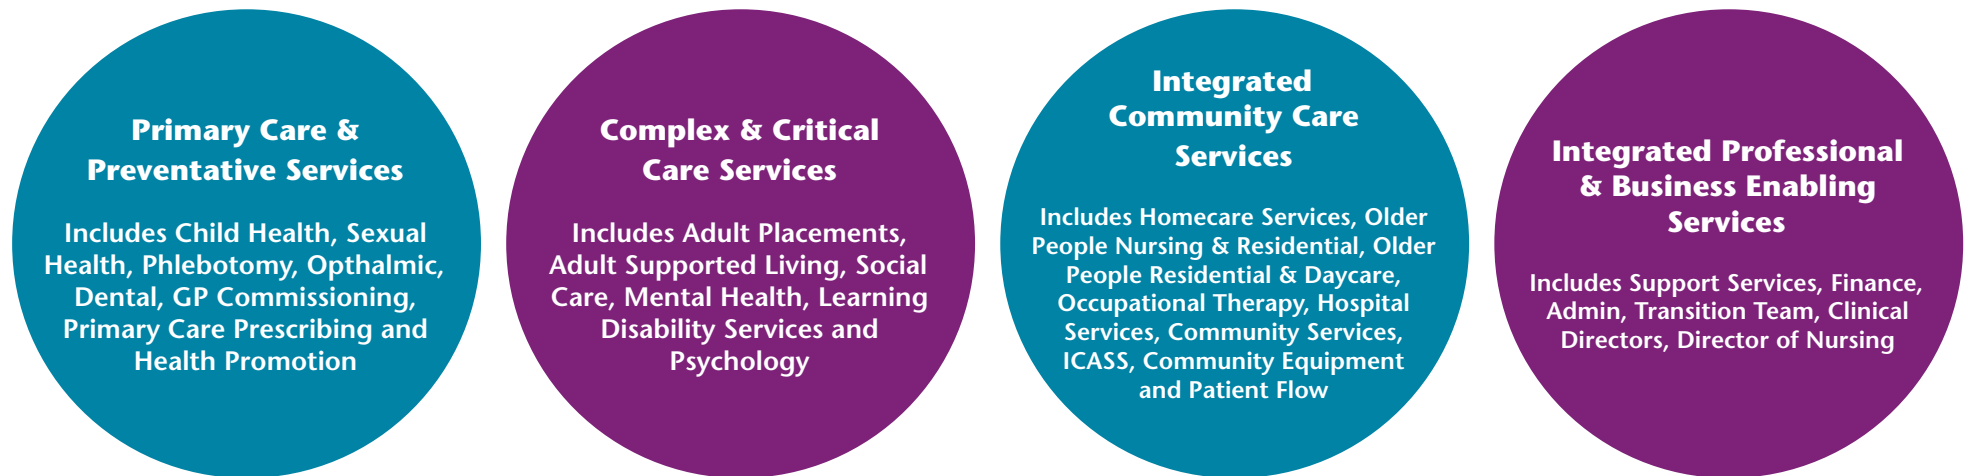 Primary Care &
Preventative Services
Includes Child Health, Sexual
Health, Phlebotomy, Opthalmic,
Dental, GP Commissioning,
Primary Care Prescribing and
Health Promotion
Complex & Critical
Care Services
Includes Adult Placements,
Adult Supported Living, Social
Care, Mental Health, Learning
Disability Services and
Psychology
Integrated
Community Care
Services
Includes Homecare Services, Older
People Nursing & Residential, Older
People Residential & Daycare,
Occupational Therapy, Hospital
Services, Community Services,
ICASS, Community Equipment
and Patient Flow
Integrated Professional
& Business Enabling
Services
Includes Support Services, Finance,
Admin, Transition Team, Clinical
Directors, Director of Nursing